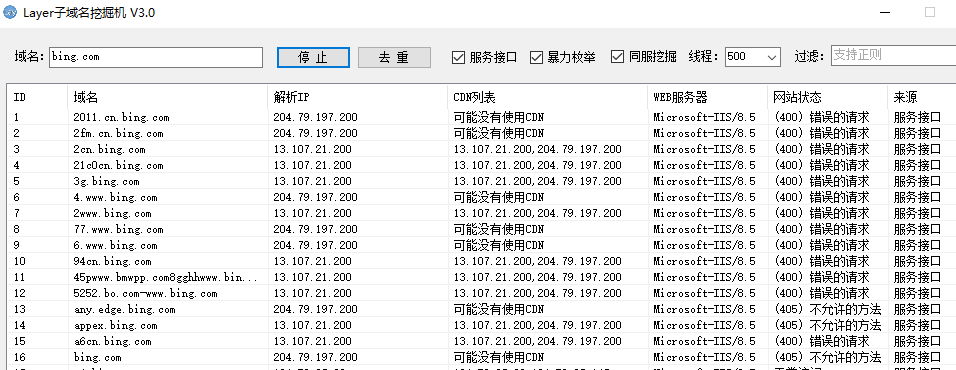 Layer子域名挖掘机 V3.0
域名: bing.com 停 止 去 重 服务接口 暴力枚举 同服挖掘 线程: 500 过滤: 支持正则
ID 域名 解析IP CDN列表 WEB服务器 网站状态 来源
1 2011.cn.bing.com 204.79.197.200 可能没有使用CDN Microsoft-IIS/8.5 (400) 错误的请求 服务接口
2 2fm.cn.bing.com 204.79.197.200 可能没有使用CDN Microsoft-IIS/8.5 (400) 错误的请求 服务接口
3 2cn.bing.com 13.107.21.200 13.107.21.200,204.79.197.200 Microsoft-IIS/8.5 (400) 错误的请求 服务接口
4 21c0cn.bing.com 13.107.21.200 13.107.21.200,204.79.197.200 Microsoft-IIS/8.5 (400) 错误的请求 服务接口
5 3g.bing.com 13.107.21.200 13.107.21.200,204.79.197.200 Microsoft-IIS/8.5 (400) 错误的请求 服务接口
6 4.www.bing.com 204.79.197.200 可能没有使用CDN Microsoft-IIS/8.5 (400) 错误的请求 服务接口
7 2www.bing.com 13.107.21.200 13.107.21.200,204.79.197.200 Microsoft-IIS/8.5 (400) 错误的请求 服务接口
8 77.www.bing.com 204.79.197.200 可能没有使用CDN Microsoft-IIS/8.5 (400) 错误的请求 服务接口
9 6.www.bing.com 204.79.197.200 可能没有使用CDN Microsoft-IIS/8.5 (400) 错误的请求 服务接口
10 94cn.bing.com 13.107.21.200 13.107.21.200,204.79.197.200 Microsoft-IIS/8.5 (400) 错误的请求 服务接口
11 45pwww.bmwpp.com8gghhwww.bin... 13.107.21.200 13.107.21.200,204.79.197.200 Microsoft-IIS/8.5 (400) 错误的请求 服务接口
12 5252.bo.com-www.bing.com 13.107.21.200 13.107.21.200,204.79.197.200 Microsoft-IIS/8.5 (400) 错误的请求 服务接口
13 any.edge.bing.com 204.79.197.200 可能没有使用CDN Microsoft-IIS/8.5 (405) 不允许的方法 服务接口
14 appex.bing.com 13.107.21.200 13.107.21.200,204.79.197.200 Microsoft-IIS/8.5 (405) 不允许的方法 服务接口
15 a6cn.bing.com 13.107.21.200 13.107.21.200,204.79.197.200 Microsoft-IIS/8.5 (400) 错误的请求 服务接口
16 bing.com 204.79.197.200 可能没有使用CDN Microsoft-IIS/8.5 (405) 不允许的方法 服务接口